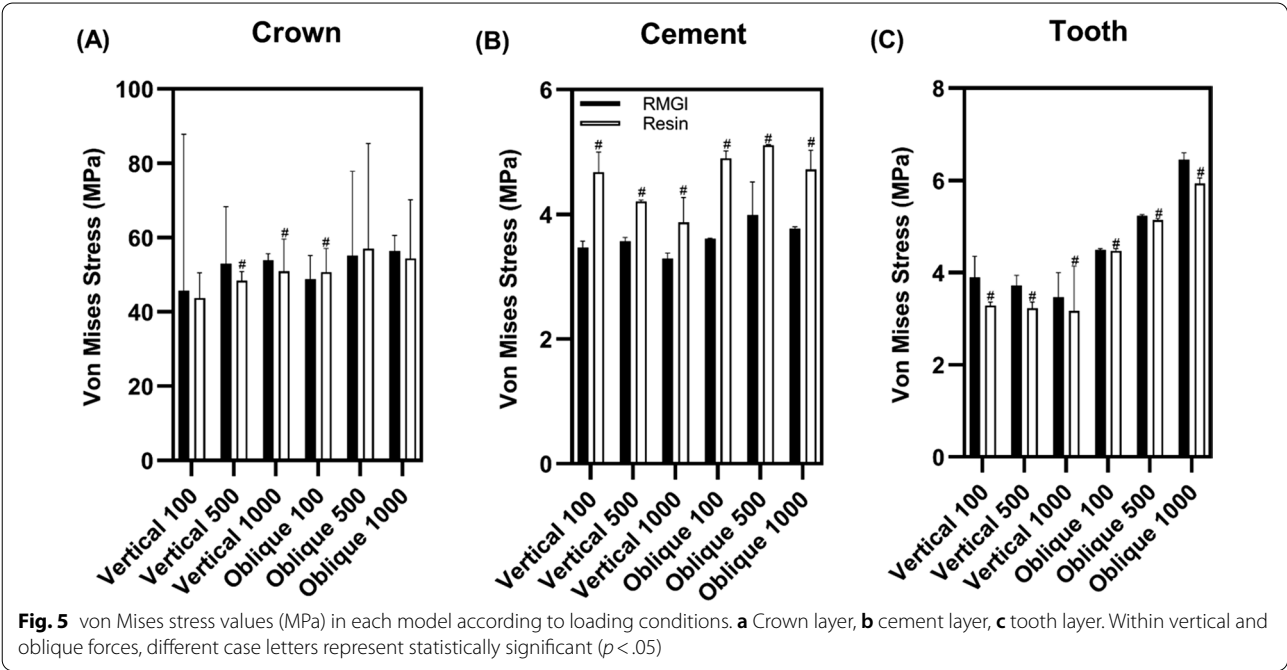 (A)
Crown
Von Mises Stress (MPa)
100
80
60
40
20
0
#
#
#
Vertical 100
Vertical 500
Vertical 1000
Oblique 100
Oblique 500
Oblique 1000
(B)
Cement
Von Mises Stress (MPa)
6
4
2
0
RMGI
Resin
#
#
#
#
#
#
Vertical 100
Vertical 500
Vertical 1000
Oblique 100
Oblique 500
Oblique 1000
(C)
Tooth
Von Mises Stress (MPa)
8
6
4
2
0
#
#
#
#
#
#
Vertical 100
Vertical 500
Vertical 1000
Oblique 100
Oblique 500
Oblique 1000
Fig. 5 von Mises stress values (MPa) in each model according to loading conditions. a Crown layer, b cement layer, c tooth layer. Within vertical and
oblique forces, different case letters represent statistically significant (p < .05)